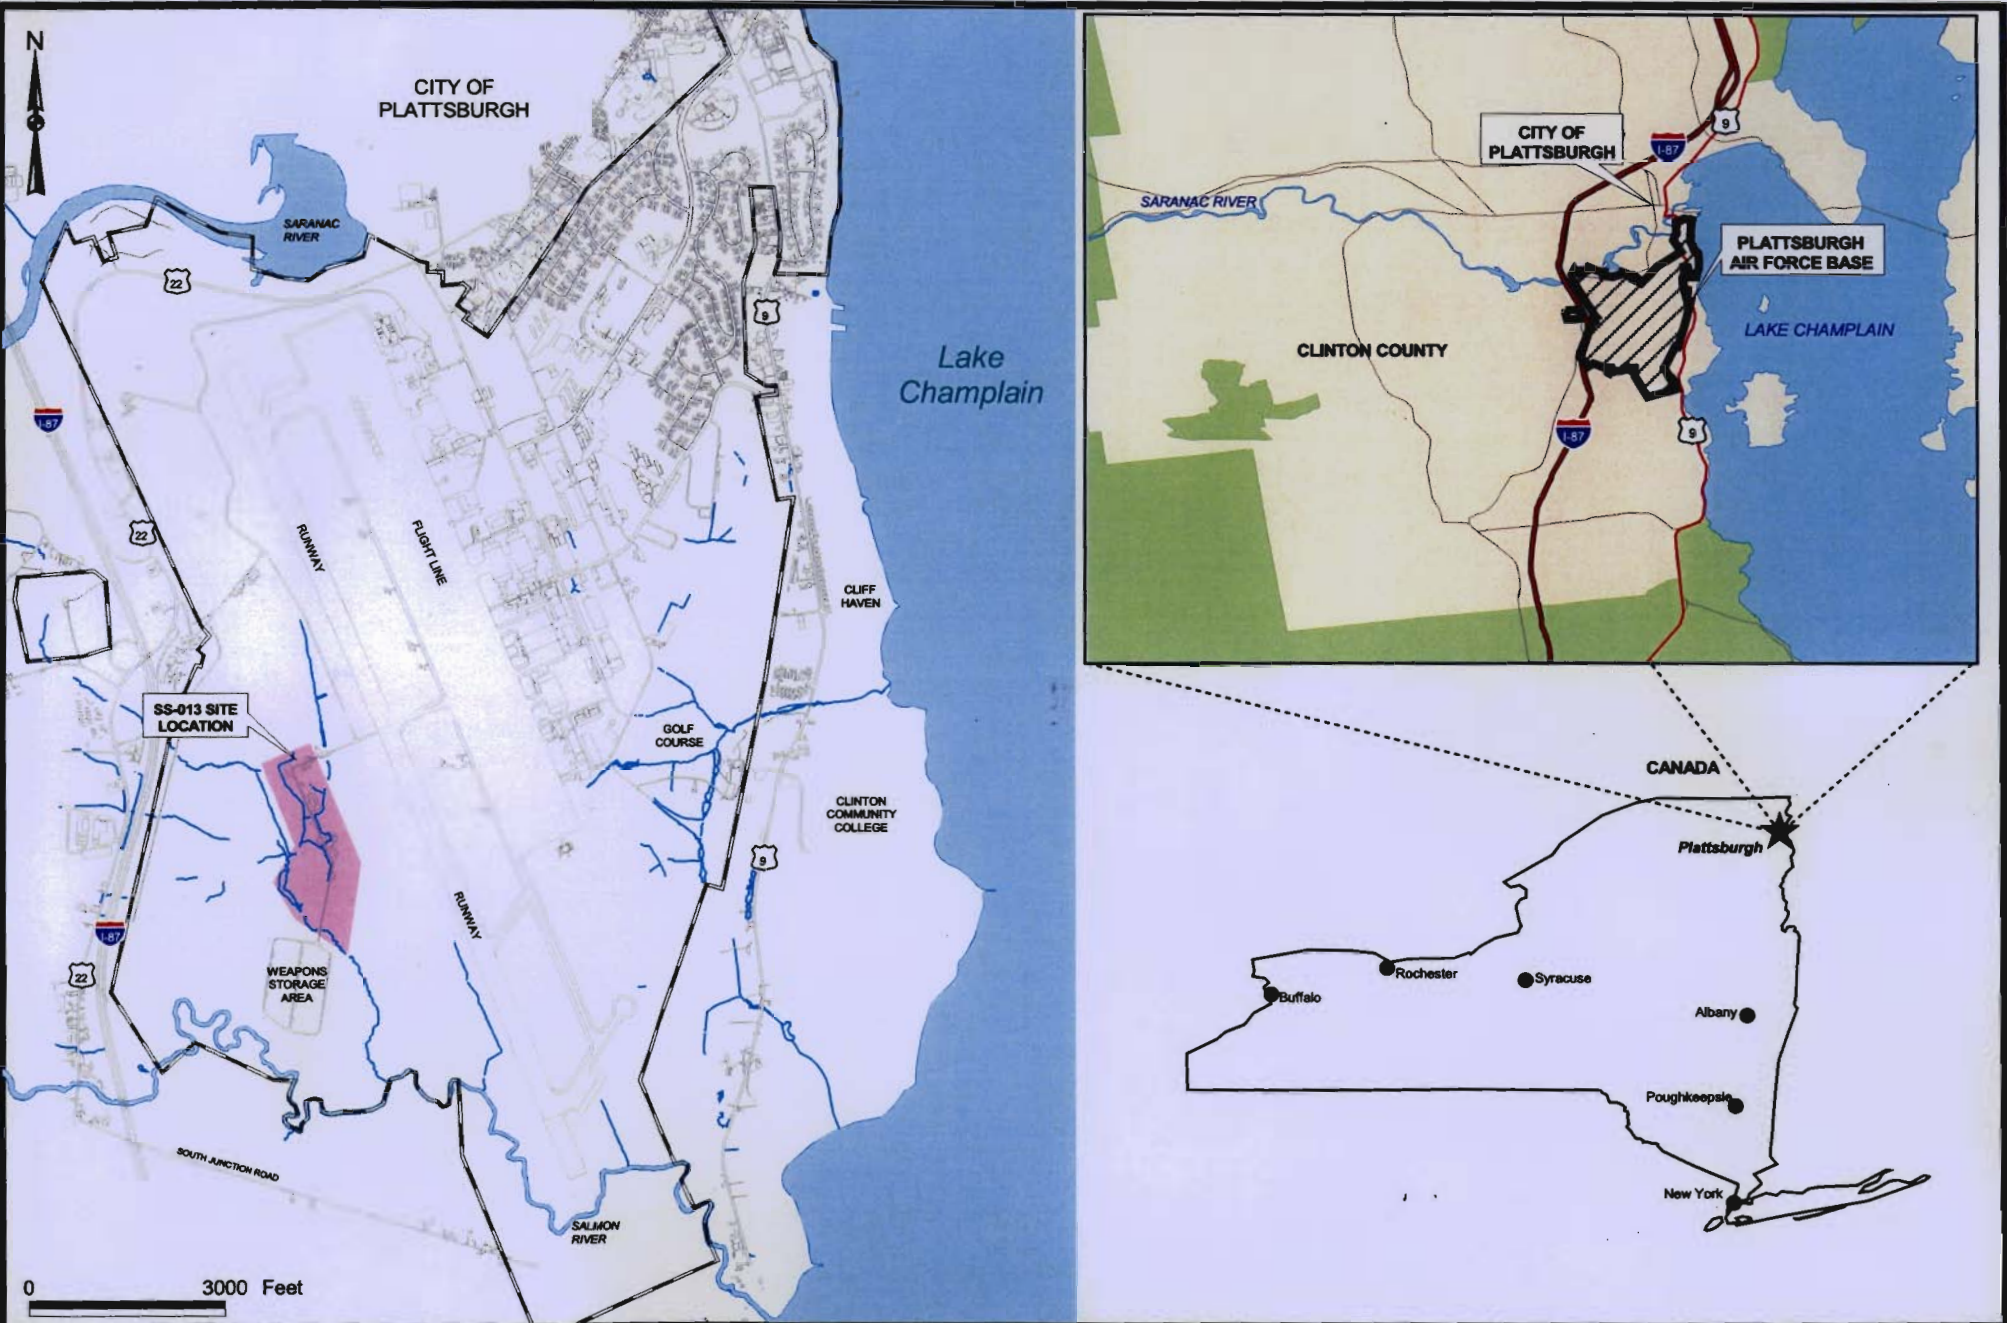 N
CITY OF
PLATTSBURGH
SARANAC
RIVER
22
9
Lake
Champlain
I-87
22
RUNWAY
FLIGHT LINE
CLIFF
HAVEN
SS-013 SITE
LOCATION
GOLF
COURSE
CLINTON
COMMUNITY
COLLEGE
9
RUNWAY
I-87
22
WEAPONS
STORAGE
AREA
SOUTH JUNCTION ROAD
SALMON
RIVER
0 3000 Feet
9
CITY OF
PLATTSBURGH
I-87
SARANAC RIVER
PLATTSBURGH
AIR FORCE BASE
LAKE CHAMPLAIN
CLINTON COUNTY
I-87
9
CANADA
Plattsburgh
Rochester
Syracuse
Buffalo
Albany
Poughkeepsie
New York